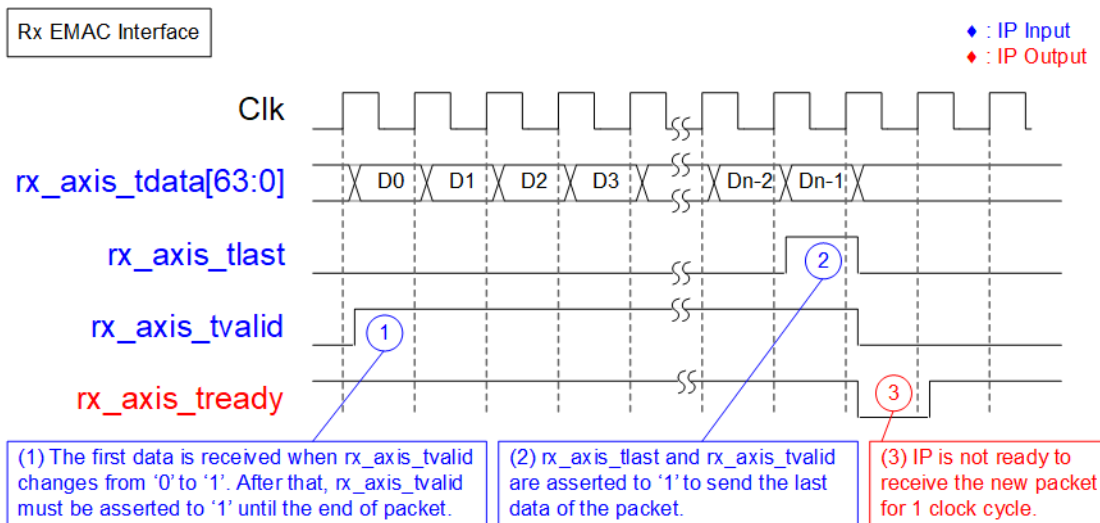 Rx EMAC Interface
♦ : IP Input
♦ : IP Output
Clk
rx_axis_tdata[63:0]
D0 D1 D2 D3 Dn-2 Dn-1
rx_axis_tlast
2
rx_axis_tvalid
1
rx_axis_tready
3
(1) The first data is received when rx_axis_tvalid
changes from ‘0’ to ‘1’. After that, rx_axis_tvalid
must be asserted to ‘1’ until the end of packet.
(2) rx_axis_tlast and rx_axis_tvalid
are asserted to ‘1’ to send the last
data of the packet.
(3) IP is not ready to
receive the new packet
for 1 clock cycle.